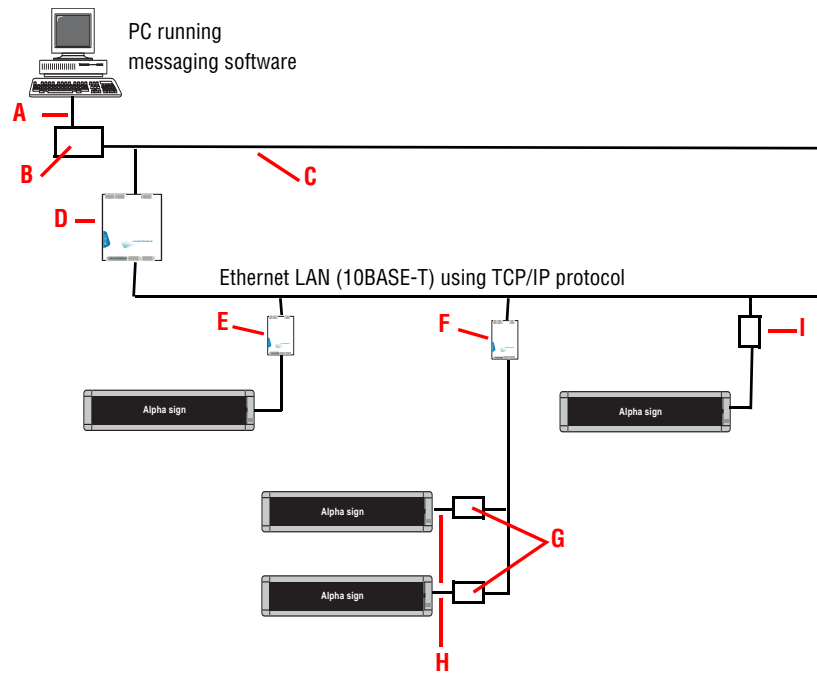 PC running
messaging software
A
B
C
D
Ethernet LAN (10BASE-T) using TCP/IP protocol
E
F
I
Alpha sign
Alpha sign
Alpha sign
G
Alpha sign
H